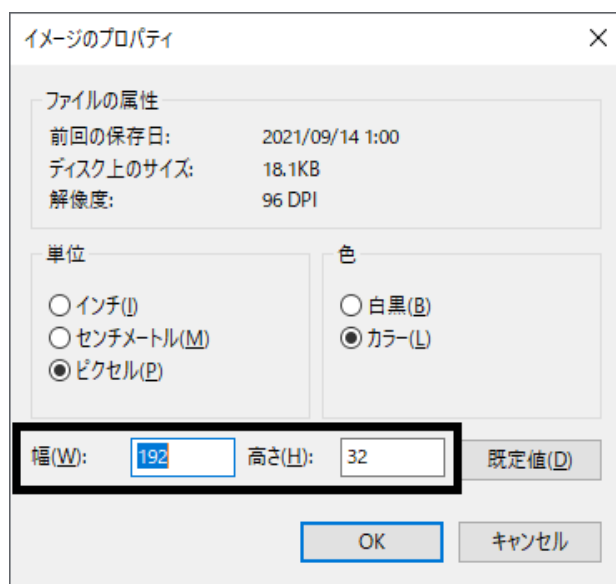 イメージのプロパティ
ファイルの属性
前回の保存日: 2021/09/14 1:00
ディスク上のサイズ: 18.1KB
解像度: 96 DPI
単位
インチ(I)
センチメートル(M)
ピクセル(P)
色
白黒(B)
カラー(L)
幅(W): 192 高さ(H): 32 既定値(D)
OK キャンセル